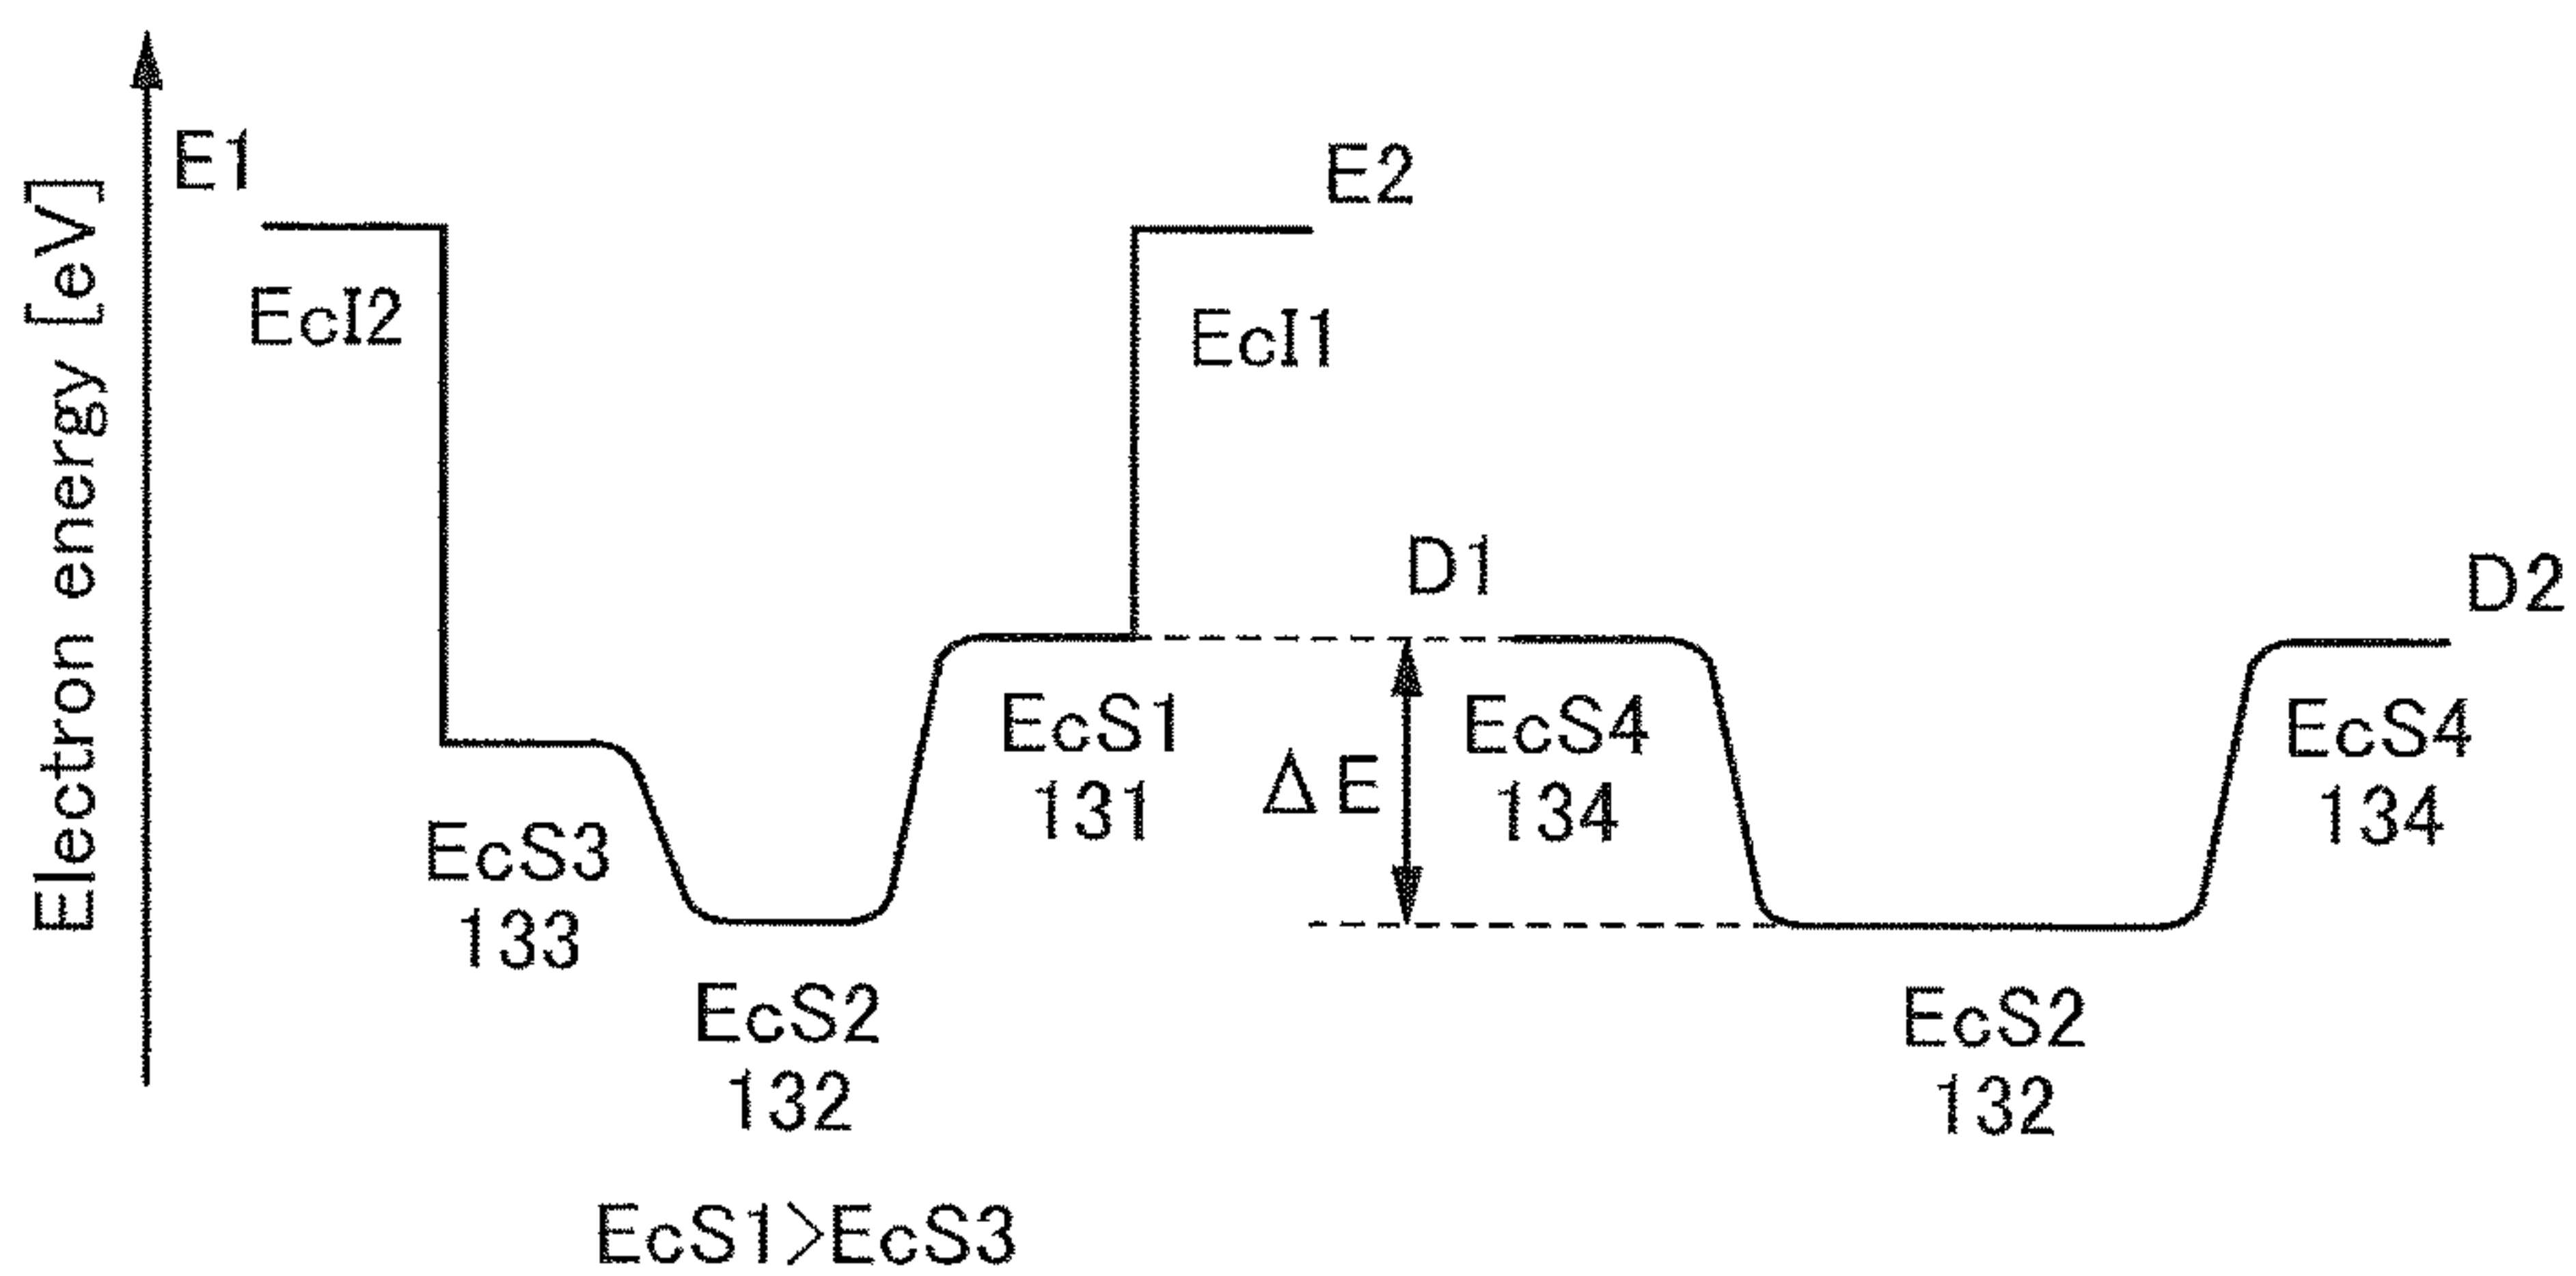 Electron energy [eV]
E1
E2
EcI2
EcI1
D1
D2
EcS1
131
ΔE
EcS4
134
EcS4
134
EcS3
133
EcS2
132
EcS2
132
EcS1>EcS3